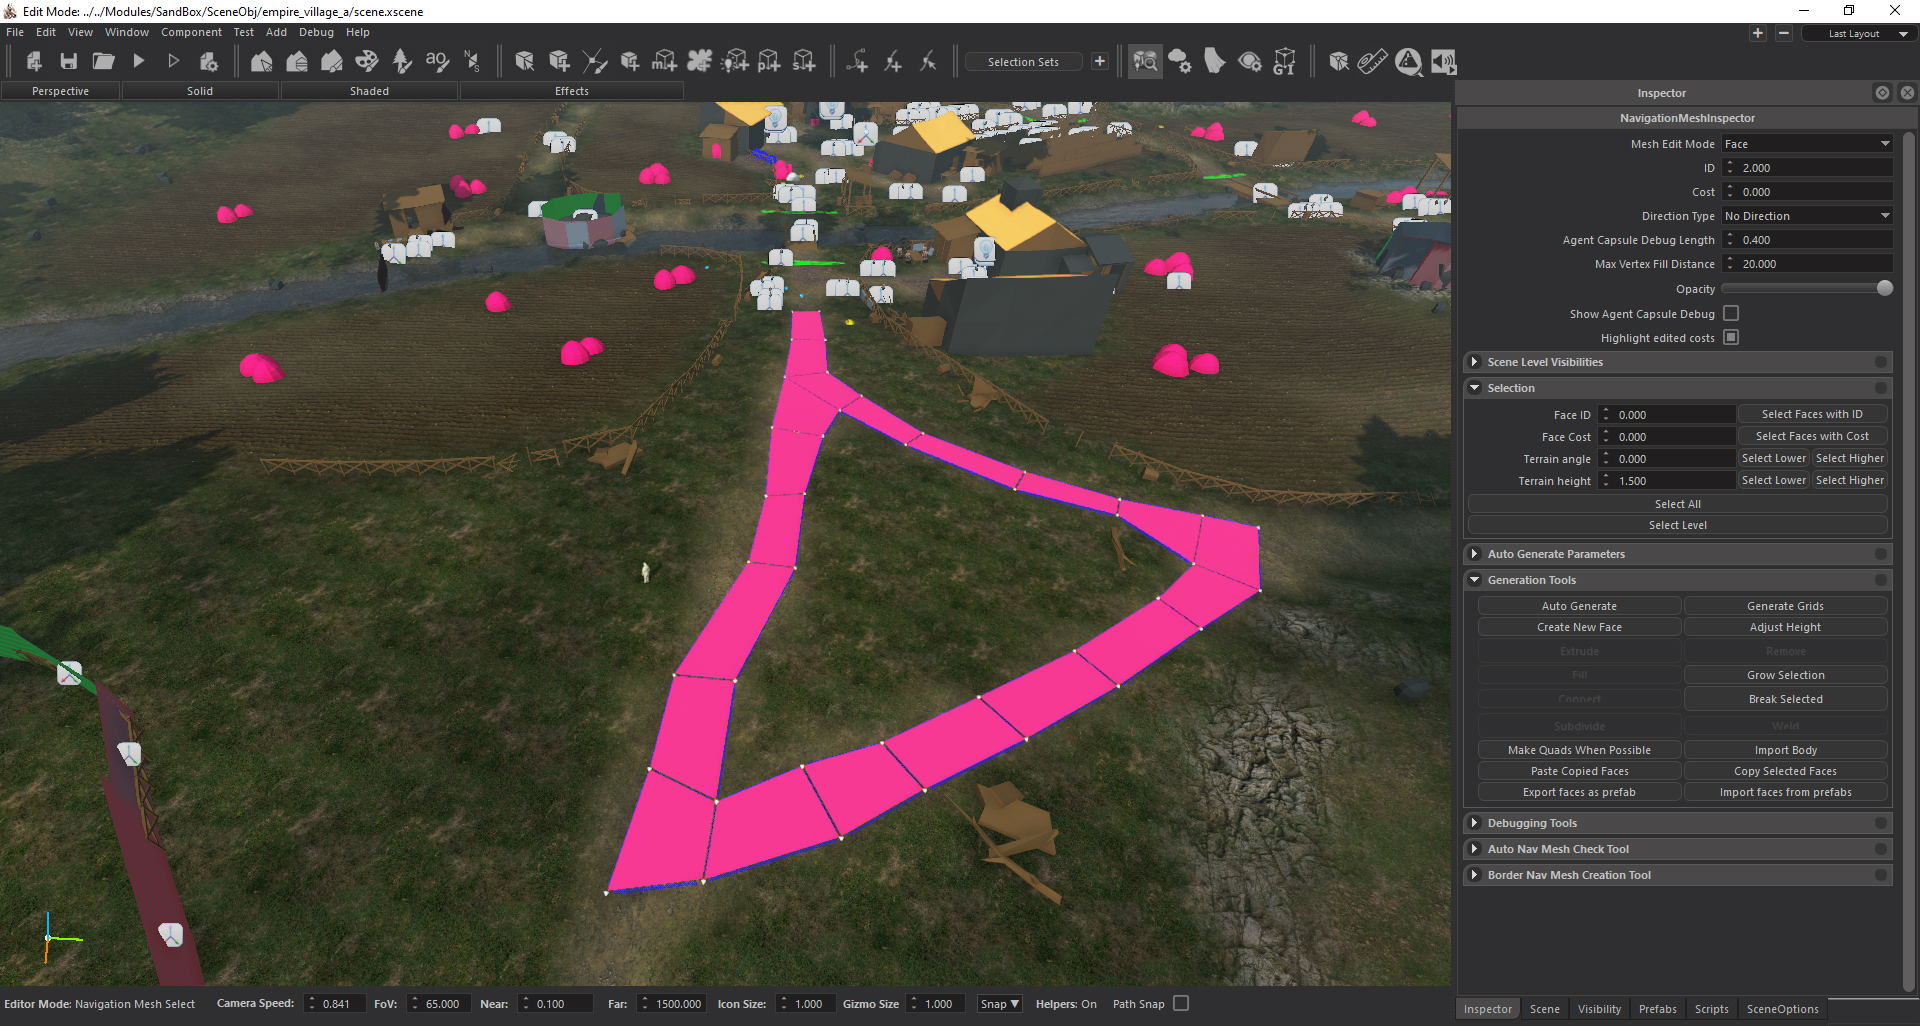 Edit Mode: ../../Modules/SandBox/SceneObj/empire_village_a/scene.xscene
File Edit View Window Component Test Add Debug Help
Last Layout
Selection Sets
Perspective Solid Shaded Effects
Inspector
NavigationMeshInspector
Mesh Edit Mode Face
ID 2.000
Cost 0.000
Direction Type No Direction
Agent Capsule Debug Length 0.400
Max Vertex Fill Distance 20.000
Opacity
Show Agent Capsule Debug
Highlight edited costs
Scene Level Visibilities
Selection
Face ID 0.000 Select Faces with ID
Face Cost 0.000 Select Faces with Cost
Terrain angle 0.000 Select Lower Select Higher
Terrain height 1.500 Select Lower Select Higher
Select All
Select Level
Auto Generate Parameters
Generation Tools
Auto Generate Generate Grids
Create New Face Adjust Height
Extrude Remove
Fill Grow Selection
Connect Break Selected
Subdivide Weld
Make Quads When Possible Import Body
Paste Copied Faces Copy Selected Faces
Export faces as prefab Import faces from prefabs
Debugging Tools
Auto Nav Mesh Check Tool
Border Nav Mesh Creation Tool
Editor Mode: Navigation Mesh Select Camera Speed: 0.841 FoV: 65.000 Near: 0.100 Far: 1500.000 Icon Size: 1.000 Gizmo Size 1.000 Snap Helpers: On Path Snap
Inspector Scene Visibility Prefabs Scripts SceneOptions